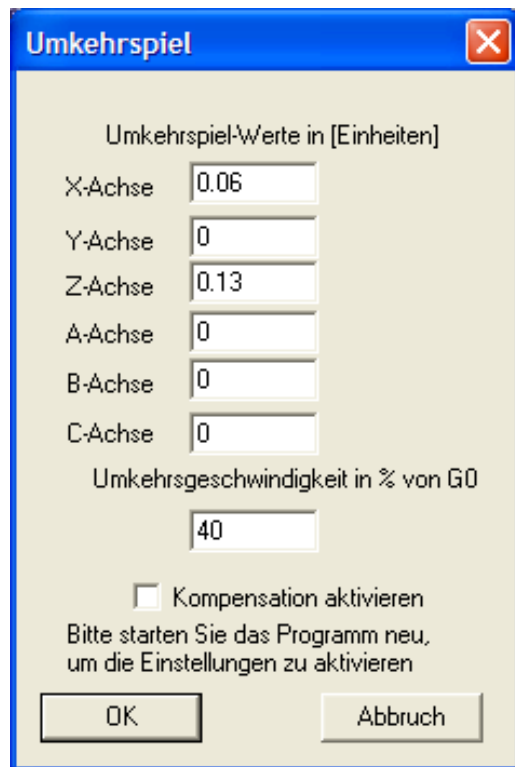 Umkehrspiel
Umkehrspiel-Werte in [Einheiten]
X-Achse 0.06
Y-Achse 0
Z-Achse 0.13
A-Achse 0
B-Achse 0
C-Achse 0
Umkehrsgeschwindigkeit in % von G0
40
Kompensation aktivieren
Bitte starten Sie das Programm neu,
um die Einstellungen zu aktivieren
OK Abbruch